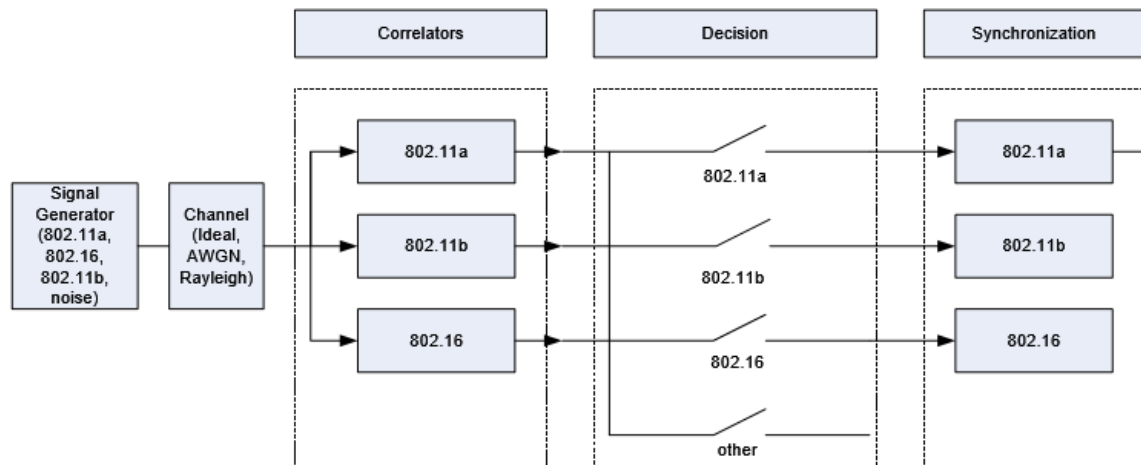 Correlators
Decision
Synchronization
Signal
Generator
(802.11a,
802.16,
802.11b,
noise)
Channel
(Ideal,
AWGN,
Rayleigh)
802.11a
802.11b
802.16
802.11a
802.11b
802.16
other
802.11a
802.11b
802.16